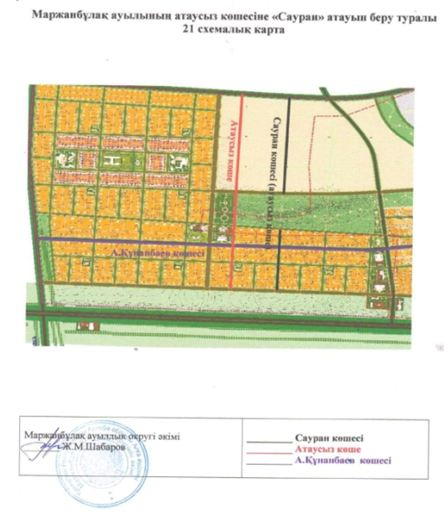 Маржанбұлақ ауылының атаусыз көшесіне «Сауран» атауын беру туралы
21 схемалық карта
Атаусыз көше
Сауран көшесі (атаусыз көше)
А.Құнанбаев көшесі
Маржанбұлақ ауылдық округі әкімі
Ж.М.Шабаров
Сауран көшесі
Атаусыз көше
А.Құнанбаев көшесі